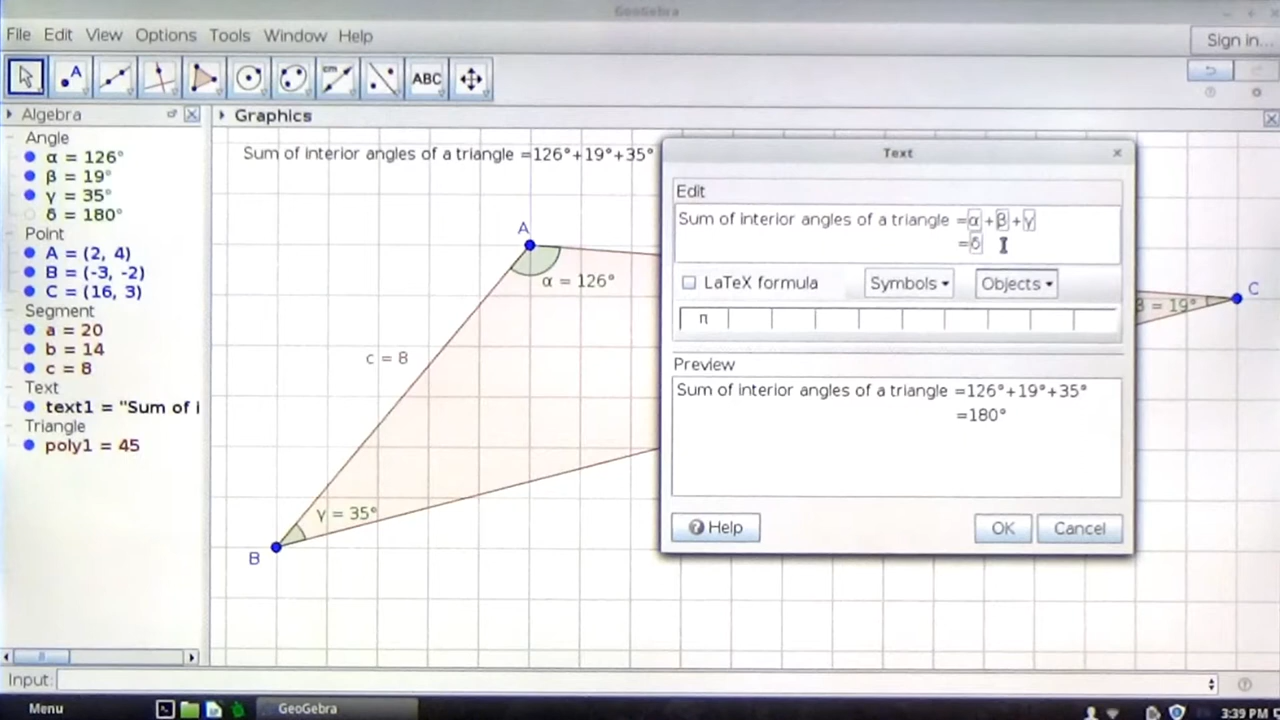 GeoGebra
File Edit View Options Tools Window Help
Sign in...
ABC
Algebra
Graphics
Angle
α = 126°
β = 19°
γ = 35°
δ = 180°
Point
A = (2, 4)
B = (-3, -2)
C = (16, 3)
Segment
a = 20
b = 14
c = 8
Text
text1 = "Sum of i
Triangle
poly1 = 45
Sum of interior angles of a triangle =126°+19°+35°
A
α = 126°
c = 8
γ = 35°
B
β = 19°
C
Text
Edit
Sum of interior angles of a triangle =α+β+γ
=δ
LaTeX formula
Symbols
Objects
π
Preview
Sum of interior angles of a triangle =126°+19°+35°
=180°
Help
OK
Cancel
Input:
Menu
GeoGebra
3:39 PM